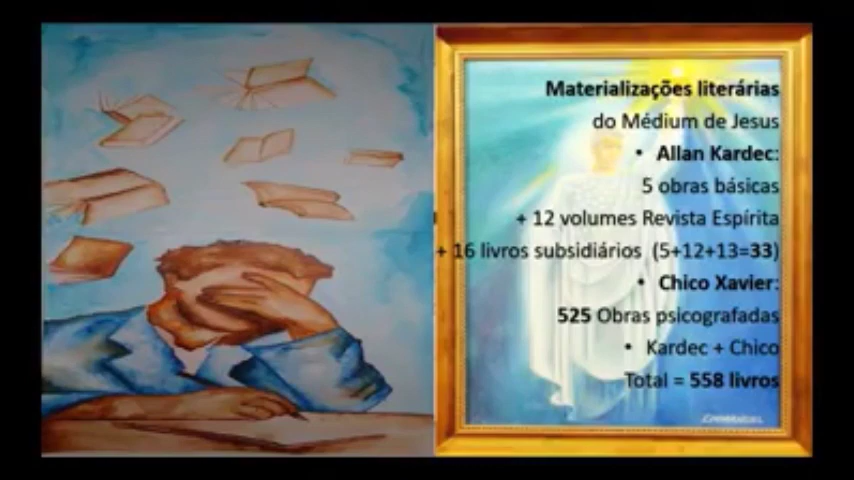 Materializações literárias
do Médium de Jesus
• Allan Kardec:
5 obras básicas
+ 12 volumes Revista Espírita
+ 16 livros subsidiários (5+12+13=33)
• Chico Xavier:
525 Obras psicografadas
• Kardec + Chico
Total = 558 livros